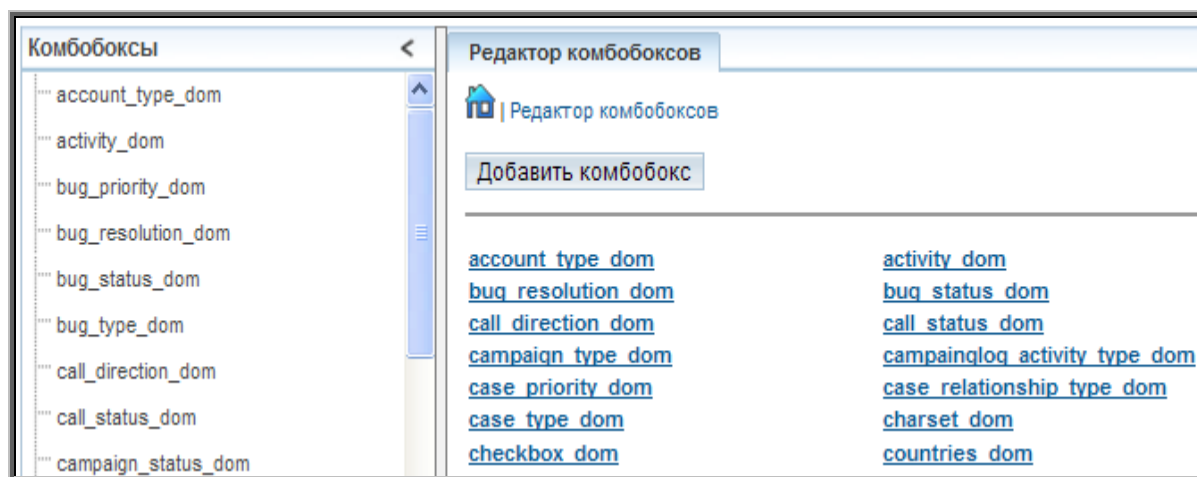 Комбобоксы
<
account_type_dom
activity_dom
bug_priority_dom
bug_resolution_dom
bug_status_dom
bug_type_dom
call_direction_dom
call_status_dom
campaign_status_dom
Редактор комбобоксов
| Редактор комбобоксов
Добавить комбобокс
account_type_dom activity_dom
bug_resolution_dom bug_status_dom
call_direction_dom call_status_dom
campaign_type_dom campainglog_activity_type_dom
case_priority_dom case_relationship_type_dom
case_type_dom charset_dom
checkbox_dom countries_dom